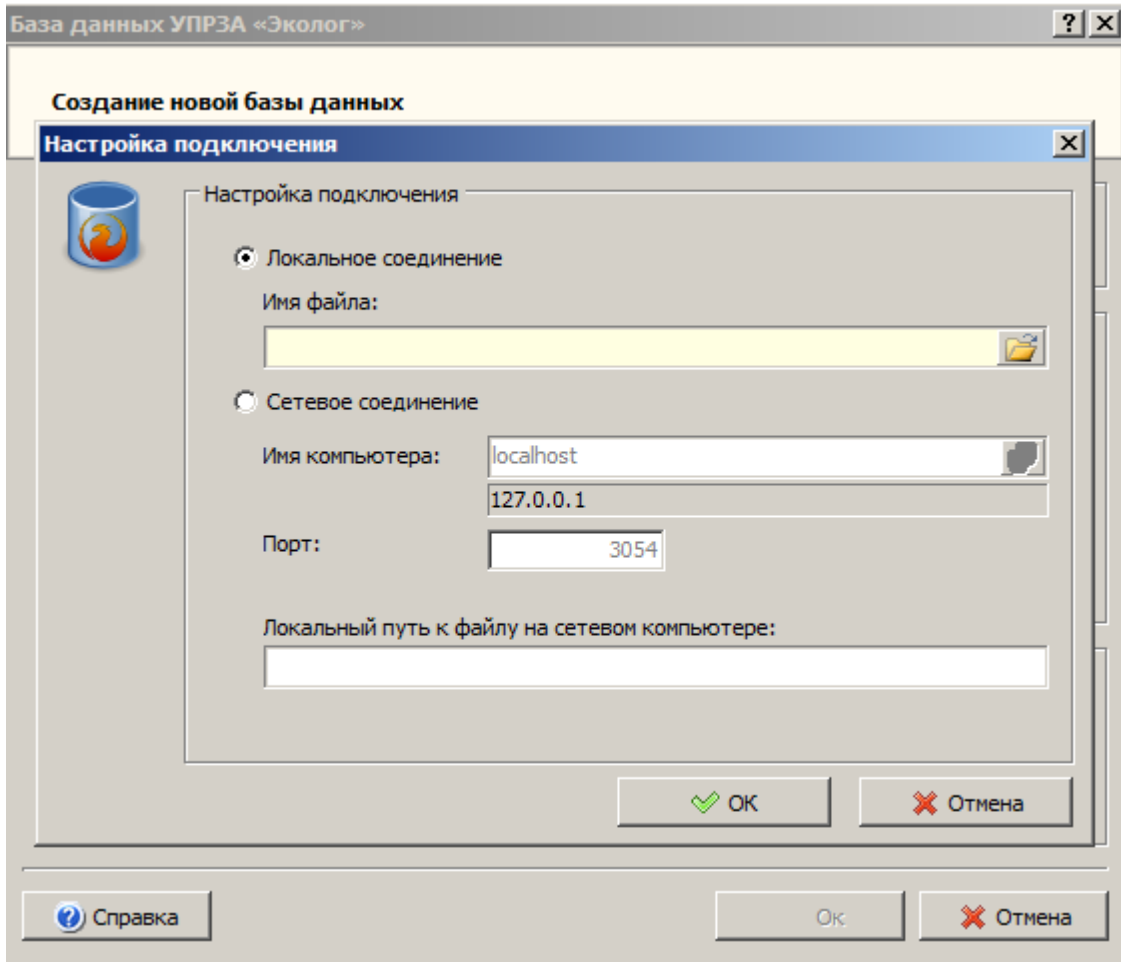 База данных УПРЗА «Эколог»
Создание новой базы данных
Настройка подключения
Настройка подключения
Локальное соединение
Имя файла:
Сетевое соединение
Имя компьютера: localhost
127.0.0.1
Порт: 3054
Локальный путь к файлу на сетевом компьютере:
OK Отмена
Справка Ок Отмена